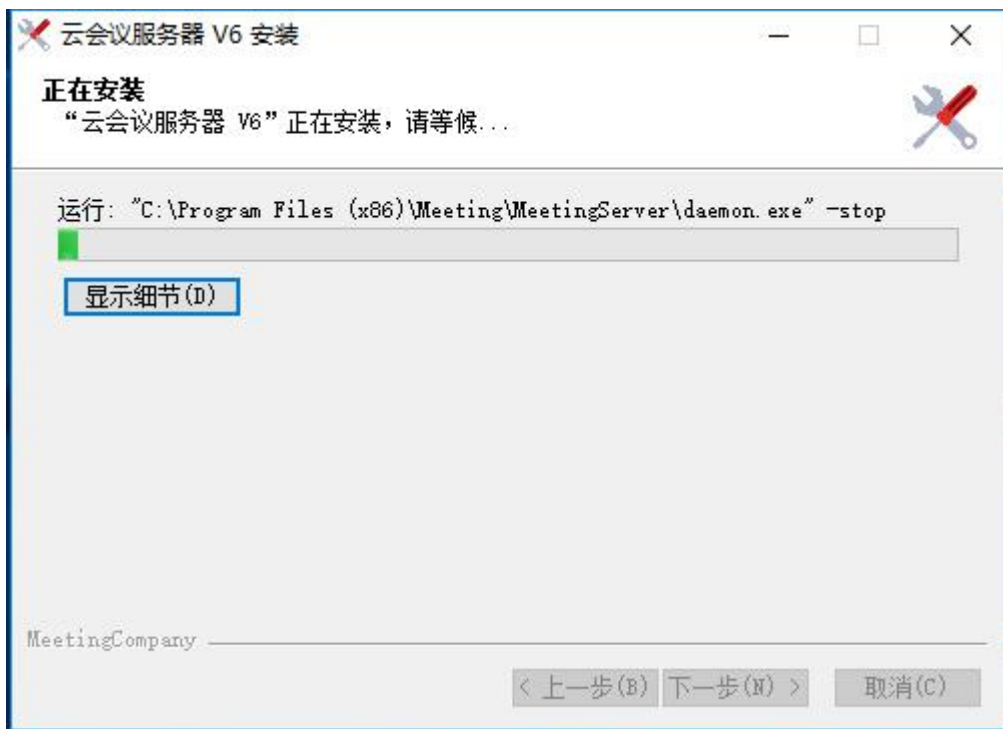 云会议服务器 V6 安装
正在安装
“云会议服务器 V6”正在安装，请等候...
运行: "C:\Program Files (x86)\Meeting\MeetingServer\daemon.exe" -stop
显示细节(D)
MeetingCompany
< 上一步(B) 下一步(N) > 取消(C)